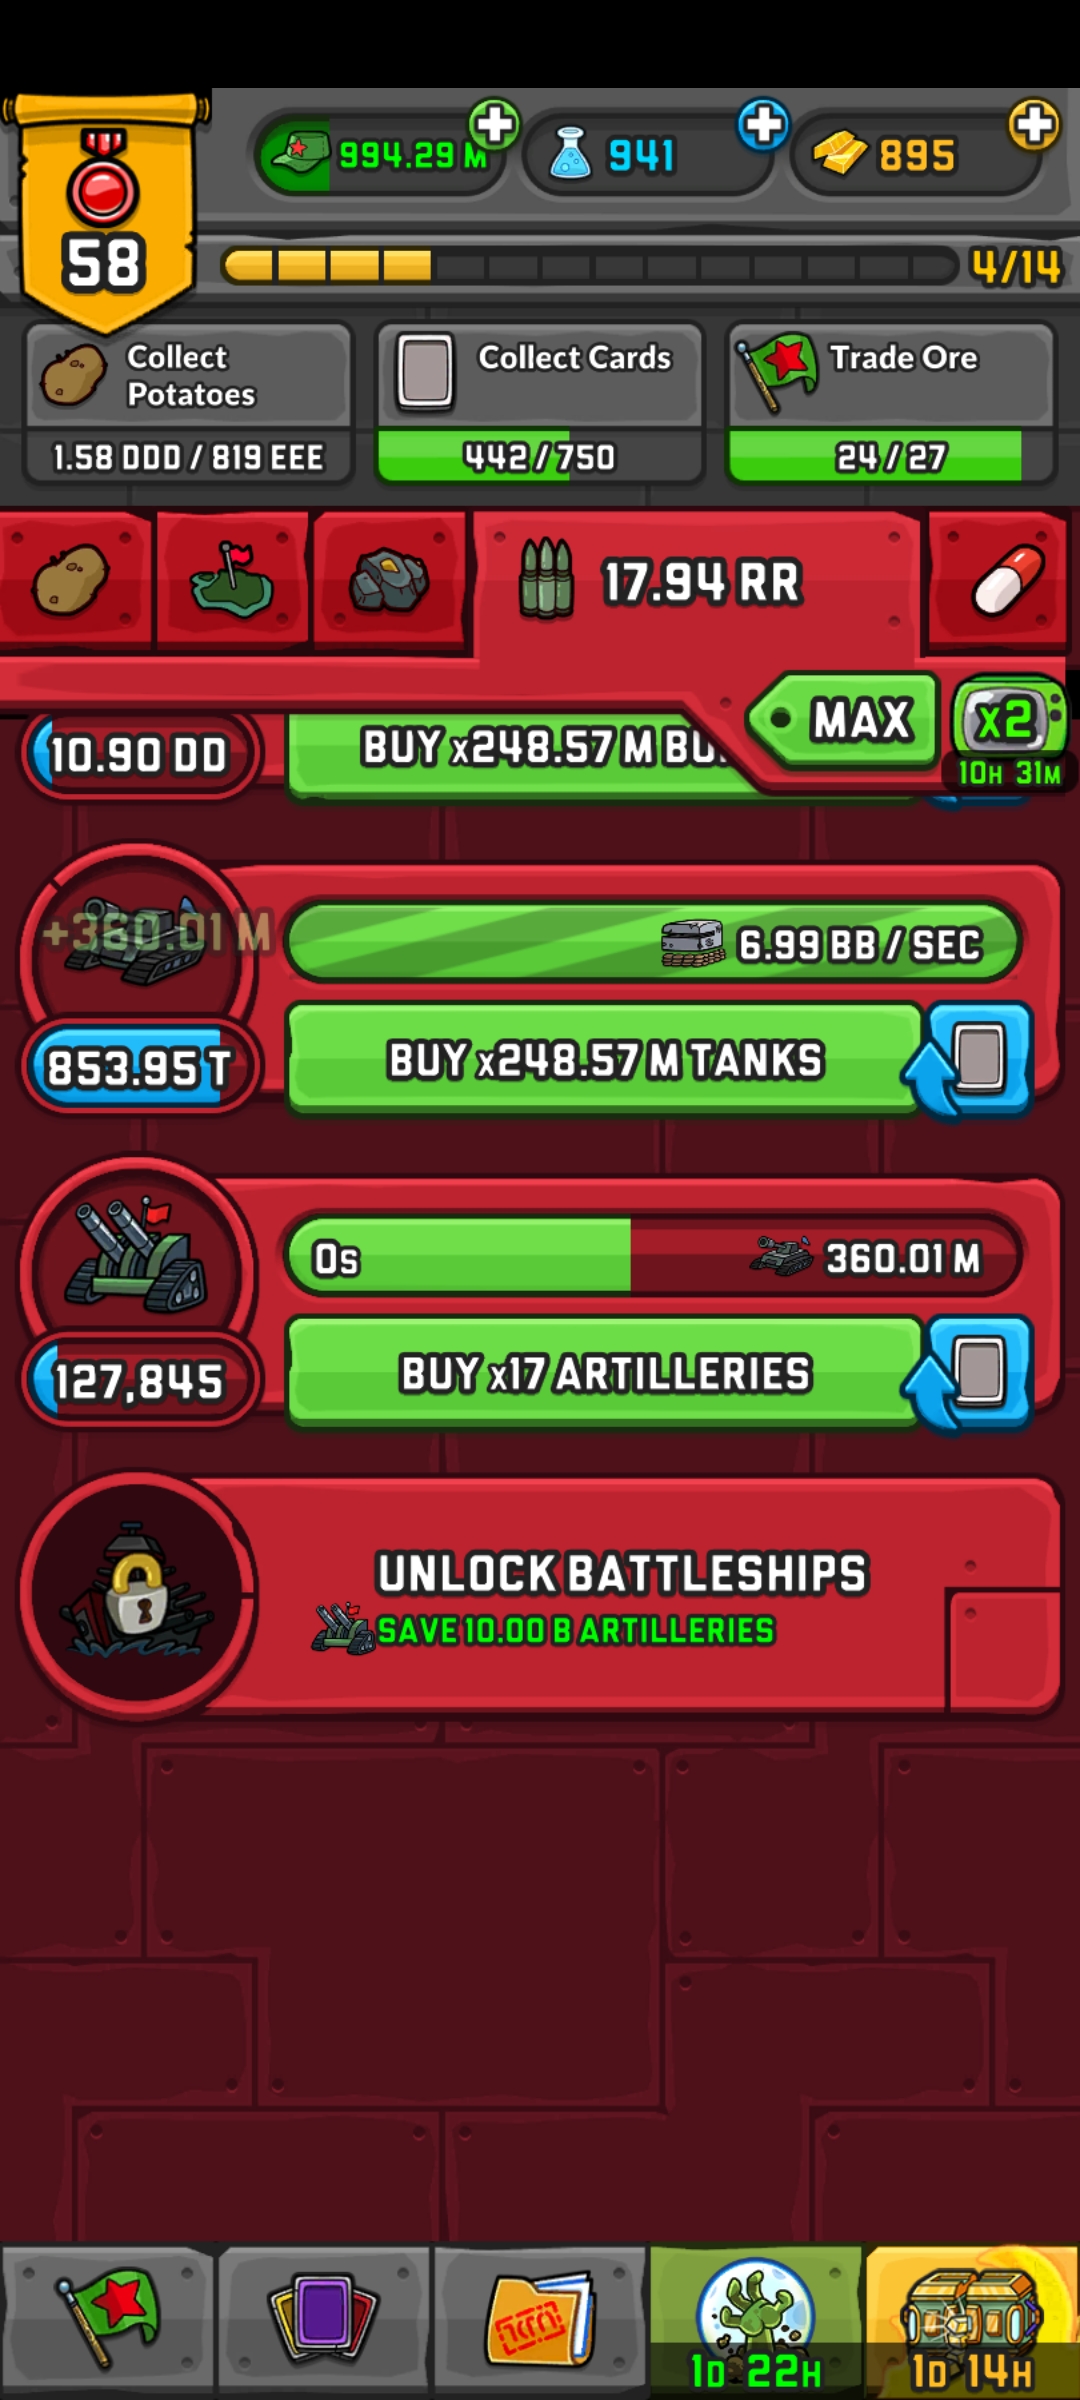 994.29 M
941
895
58
4/14
Collect
Potatoes
1.58 DDD / 819 EEE
Collect Cards
442/750
Trade Ore
24/27
17.94 RR
MAX
x2
10H 31M
10.90 DD
BUY x248.57 M BU
+360.01 M
6.99 BB / SEC
853.95 T
BUY x248.57 M TANKS
0s
360.01 M
127,845
BUY x17 ARTILLERIES
UNLOCK BATTLESHIPS
SAVE 10.00 B ARTILLERIES
1D 22H
1D 14H